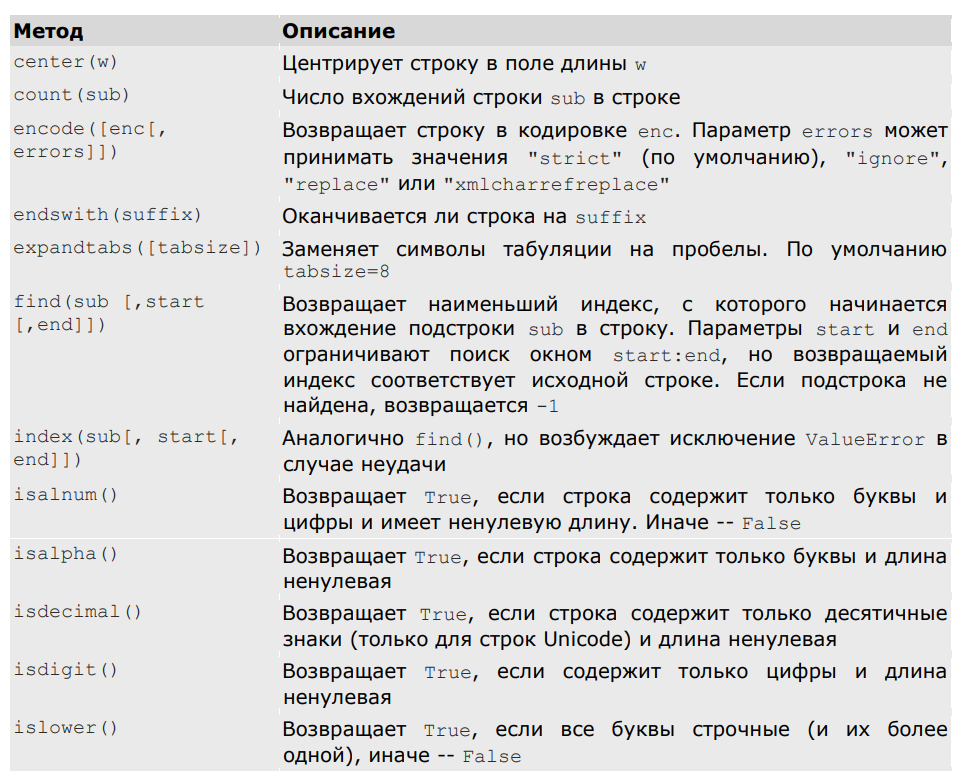 Метод Описание
center(w) Центрирует строку в поле длины w
count(sub) Число вхождений строки sub в строке
encode([enc[, Возвращает строку в кодировке enc. Параметр errors может
errors]]) принимать значения "strict" (по умолчанию), "ignore",
"replace" или "xmlcharrefreplace"
endswith(suffix) Оканчивается ли строка на suffix
expandtabs([tabsize]) Заменяет символы табуляции на пробелы. По умолчанию
tabsize=8
find(sub [,start Возвращает наименьший индекс, с которого начинается
[,end]]) вхождение подстроки sub в строку. Параметры start и end
ограничивают поиск окном start:end, но возвращаемый
индекс соответствует исходной строке. Если подстрока не
найдена, возвращается -1
index(sub[, start[, Аналогично find(), но возбуждает исключение ValueError в
end]]) случае неудачи
isalnum() Возвращает True, если строка содержит только буквы и
цифры и имеет ненулевую длину. Иначе -- False
isalpha() Возвращает True, если строка содержит только буквы и длина
ненулевая
isdecimal() Возвращает True, если строка содержит только десятичные
знаки (только для строк Unicode) и длина ненулевая
isdigit() Возвращает True, если содержит только цифры и длина
ненулевая
islower() Возвращает True, если все буквы строчные (и их более
одной), иначе -- False